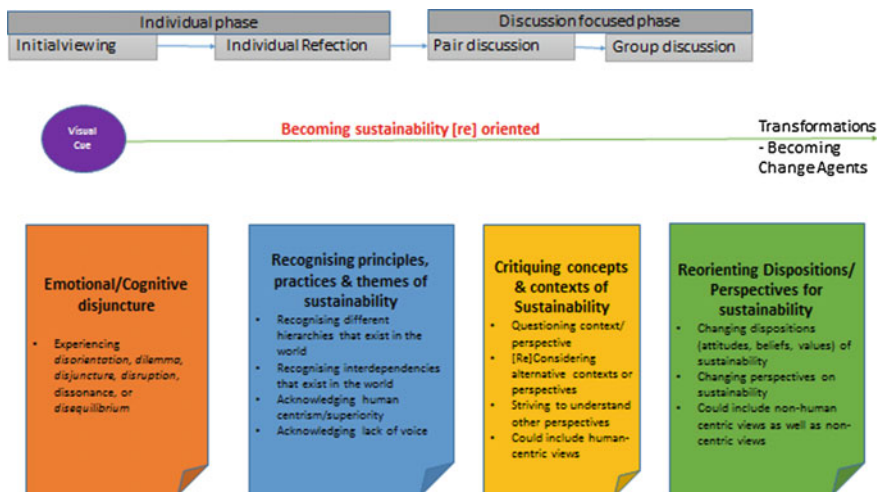 Individual phase
Discussion focused phase
Initialviewing
Individual Refection
Pair discussion
Group discussion
Visual
Cue
Becoming sustainability [re] oriented
Transformations
- Becoming
Change Agents
Emotional/Cognitive
disjuncture
• Experiencing
disorientation, dilemma,
disjuncture, disruption,
dissonance, or
disequilibrium
Recognising principles,
practices & themes of
sustainability
• Recognising different
hierarchies that exist in the
world
• Recognising interdependencies
that exist in the world
• Acknowledging human
centrism/superiority
• Acknowledging lack of voice
Critiquing concepts
& contexts of
Sustainability
• Questioning context/
perspective
• [Re]Considering
alternative contexts or
perspectives
• Striving to understand
other perspectives
• Could include human-
centric views
Reorienting Dispositions/
Perspectives for
sustainability
• Changing dispositions
(attitudes, beliefs, values) of
sustainability
• Changing perspectives on
sustainability
• Could include non-human
centric views as well as non-
centric views